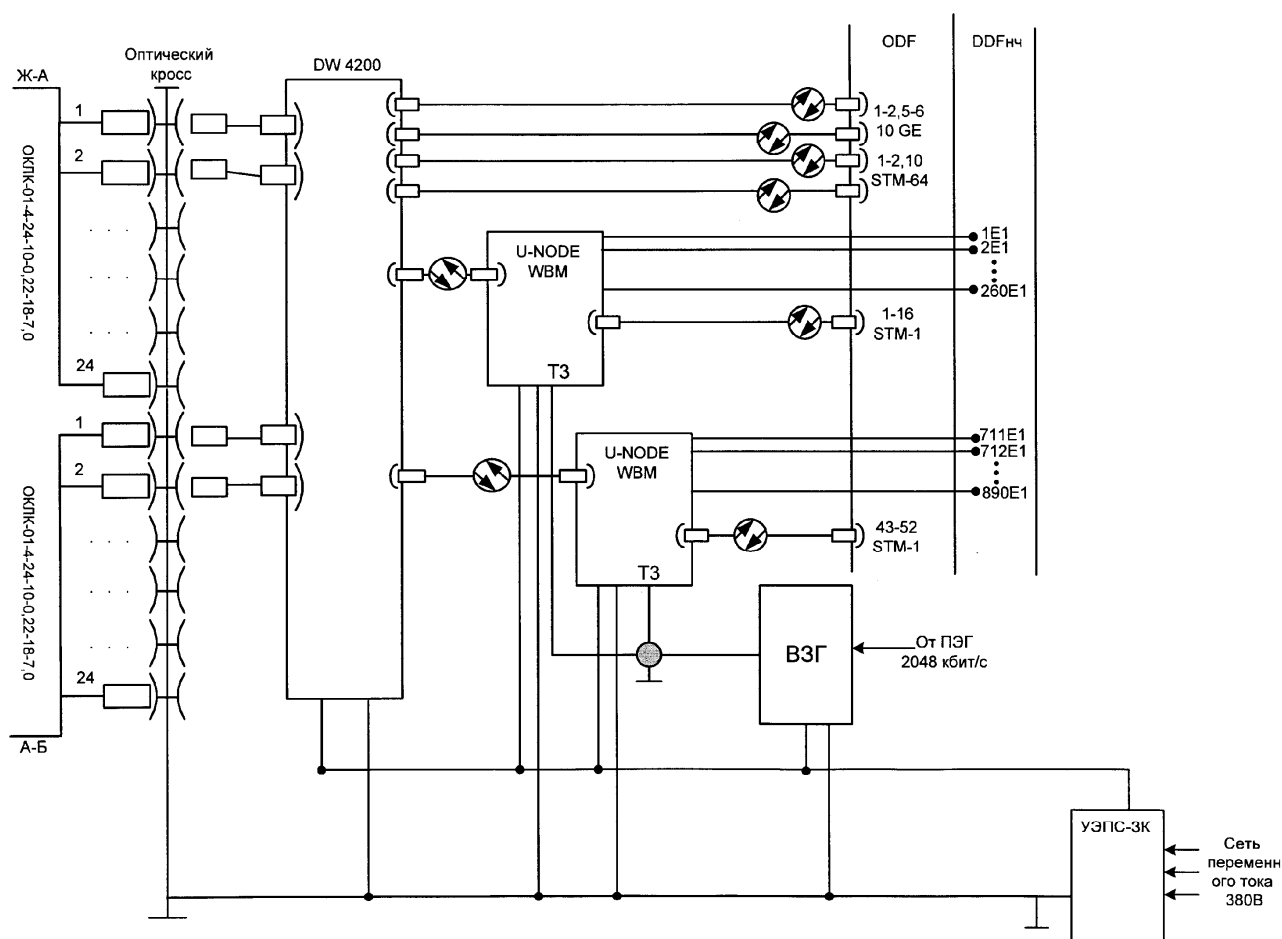 Оптический
кросс
DW 4200
ODF
DDFнч
Ж-А
1
2
. . .
. . .
. . .
24
ОКЛК-01-4-24-10-0,22-18-7,0
1
2
. . .
. . .
. . .
24
ОКЛК-01-4-24-10-0,22-18-7,0
А-Б
1-2,5-6
10 GE
1-2,10
STM-64
U-NODE
WBM
Т3
1E1
2E1
260E1
1-16
STM-1
U-NODE
WBM
Т3
711E1
712E1
890E1
43-52
STM-1
ВЗГ
От ПЭГ
2048 кбит/с
УЭПС-3К
Сеть
переменн
ого тока
380В